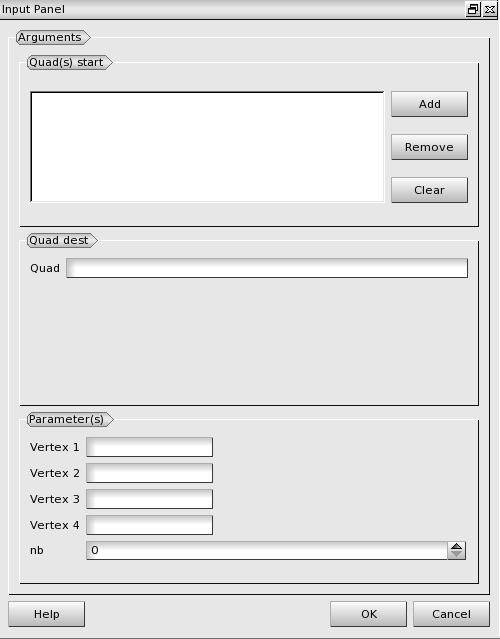 Input Panel
Arguments
Quad(s) start
Add
Remove
Clear
Quad dest
Quad
Parameter(s)
Vertex 1
Vertex 2
Vertex 3
Vertex 4
nb 0
Help OK Cancel